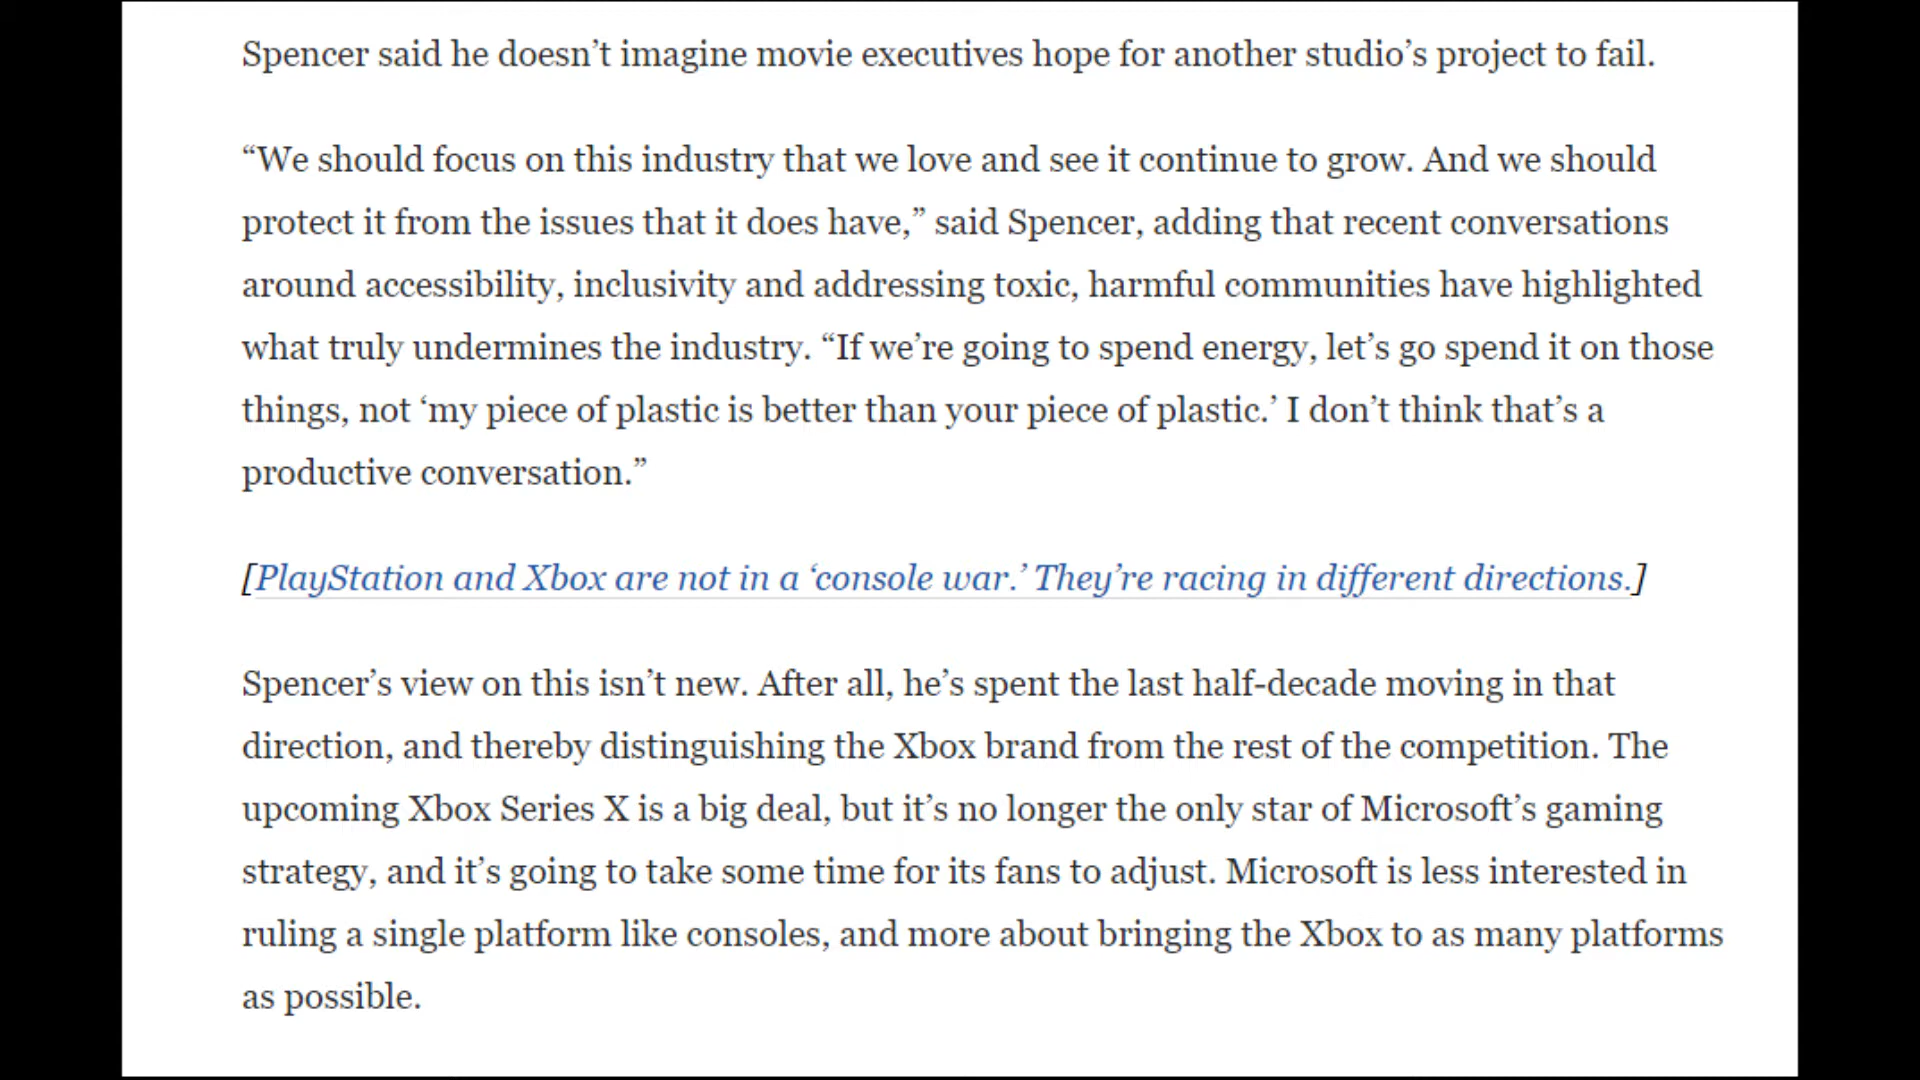 Spencer said he doesn’t imagine movie executives hope for another studio’s project to fail.
“We should focus on this industry that we love and see it continue to grow. And we should
protect it from the issues that it does have,” said Spencer, adding that recent conversations
around accessibility, inclusivity and addressing toxic, harmful communities have highlighted
what truly undermines the industry. “If we’re going to spend energy, let’s go spend it on those
things, not ‘my piece of plastic is better than your piece of plastic.’ I don’t think that’s a
productive conversation.”
[PlayStation and Xbox are not in a ‘console war.’ They’re racing in different directions.]
Spencer’s view on this isn’t new. After all, he’s spent the last half-decade moving in that
direction, and thereby distinguishing the Xbox brand from the rest of the competition. The
upcoming Xbox Series X is a big deal, but it’s no longer the only star of Microsoft’s gaming
strategy, and it’s going to take some time for its fans to adjust. Microsoft is less interested in
ruling a single platform like consoles, and more about bringing the Xbox to as many platforms
as possible.